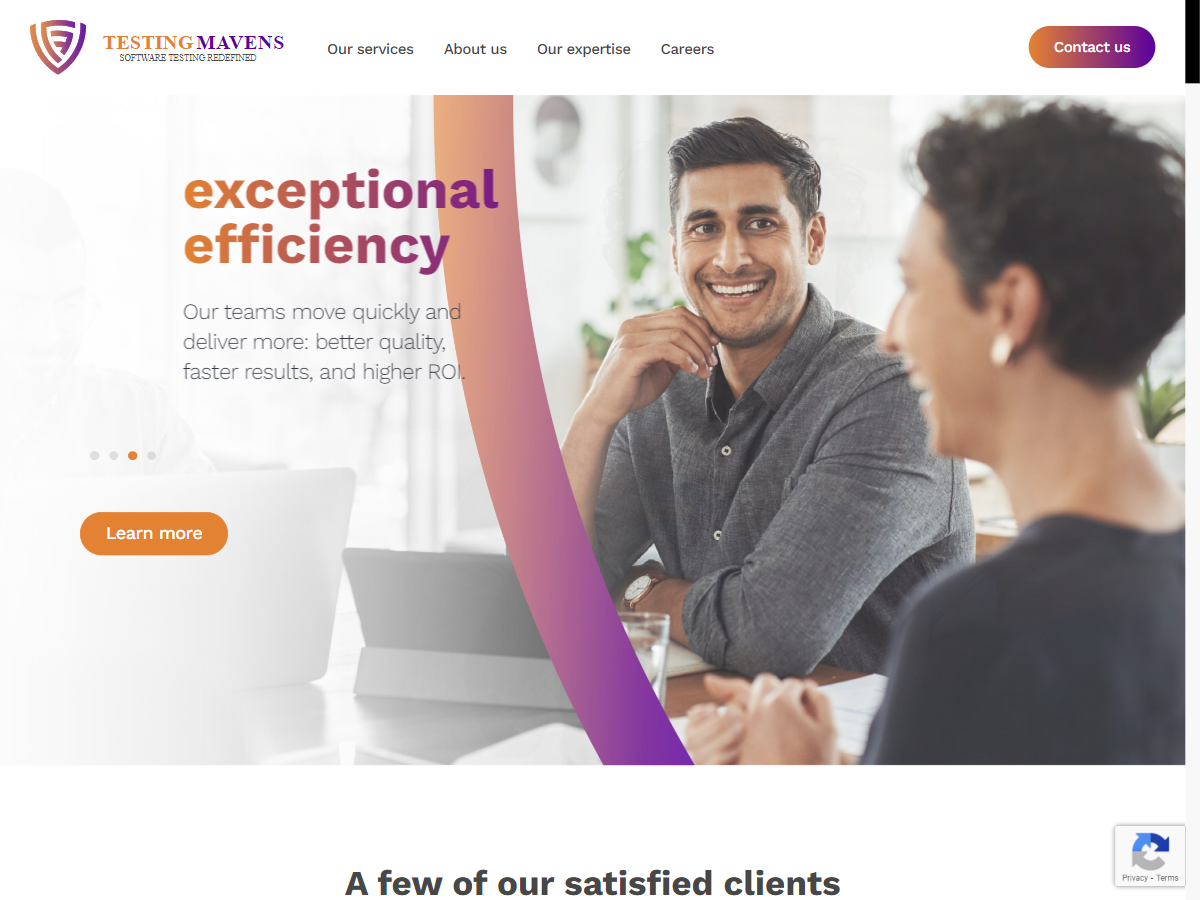 TESTING MAVENS
SOFTWARE TESTING REDEFINED
Our services
About us
Our expertise
Careers
Contact us
exceptional
efficiency
Our teams move quickly and
deliver more: better quality,
faster results, and higher ROI.
Learn more
Privacy - Terms
A few of our satisfied clients